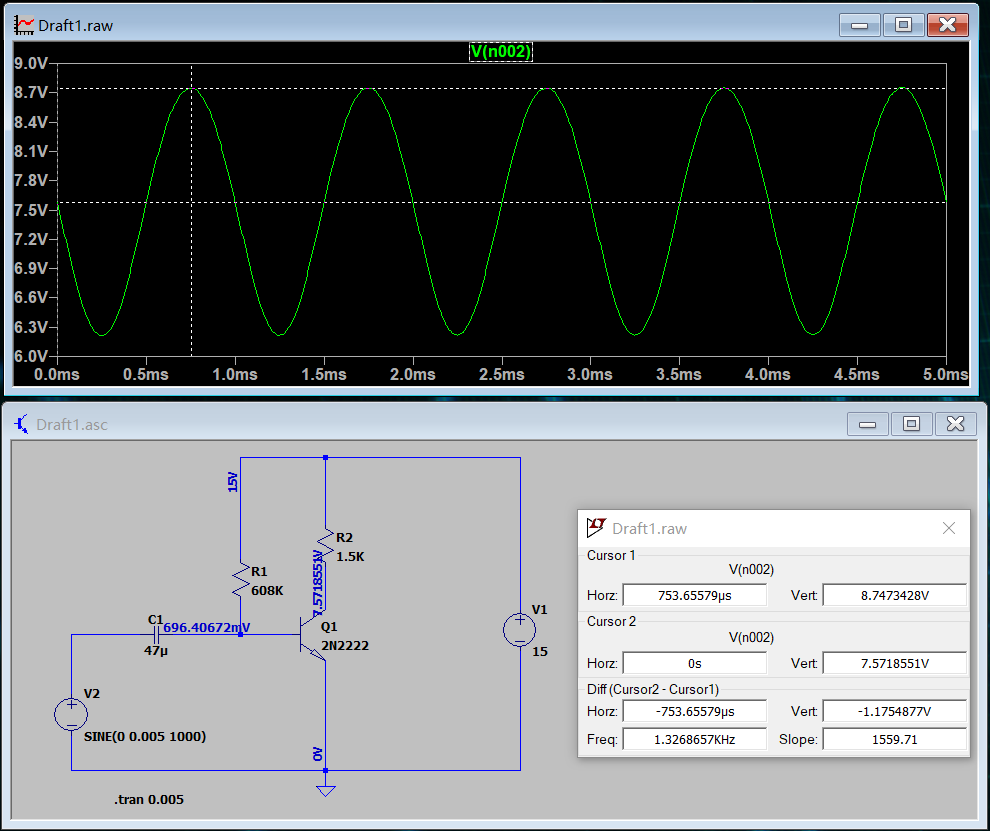 Draft1.raw
V(n002)
9.0V
8.7V
8.4V
8.1V
7.8V
7.5V
7.2V
6.9V
6.6V
6.3V
6.0V
0.0ms 0.5ms 1.0ms 1.5ms 2.0ms 2.5ms 3.0ms 3.5ms 4.0ms 4.5ms 5.0ms
Draft1.asc
15V
R2
1.5K
7.5718551V
R1
608K
C1
696.40672mV
47µ
Q1
2N2222
V1
15
V2
SINE(0 0.005 1000)
0V
.tran 0.005
Draft1.raw
Cursor 1
V(n002)
Horz: 753.65579µs Vert: 8.7473428V
Cursor 2
V(n002)
Horz: 0s Vert: 7.5718551V
Diff (Cursor2 - Cursor1)
Horz: -753.65579µs Vert: -1.1754877V
Freq: 1.3268657KHz Slope: 1559.71